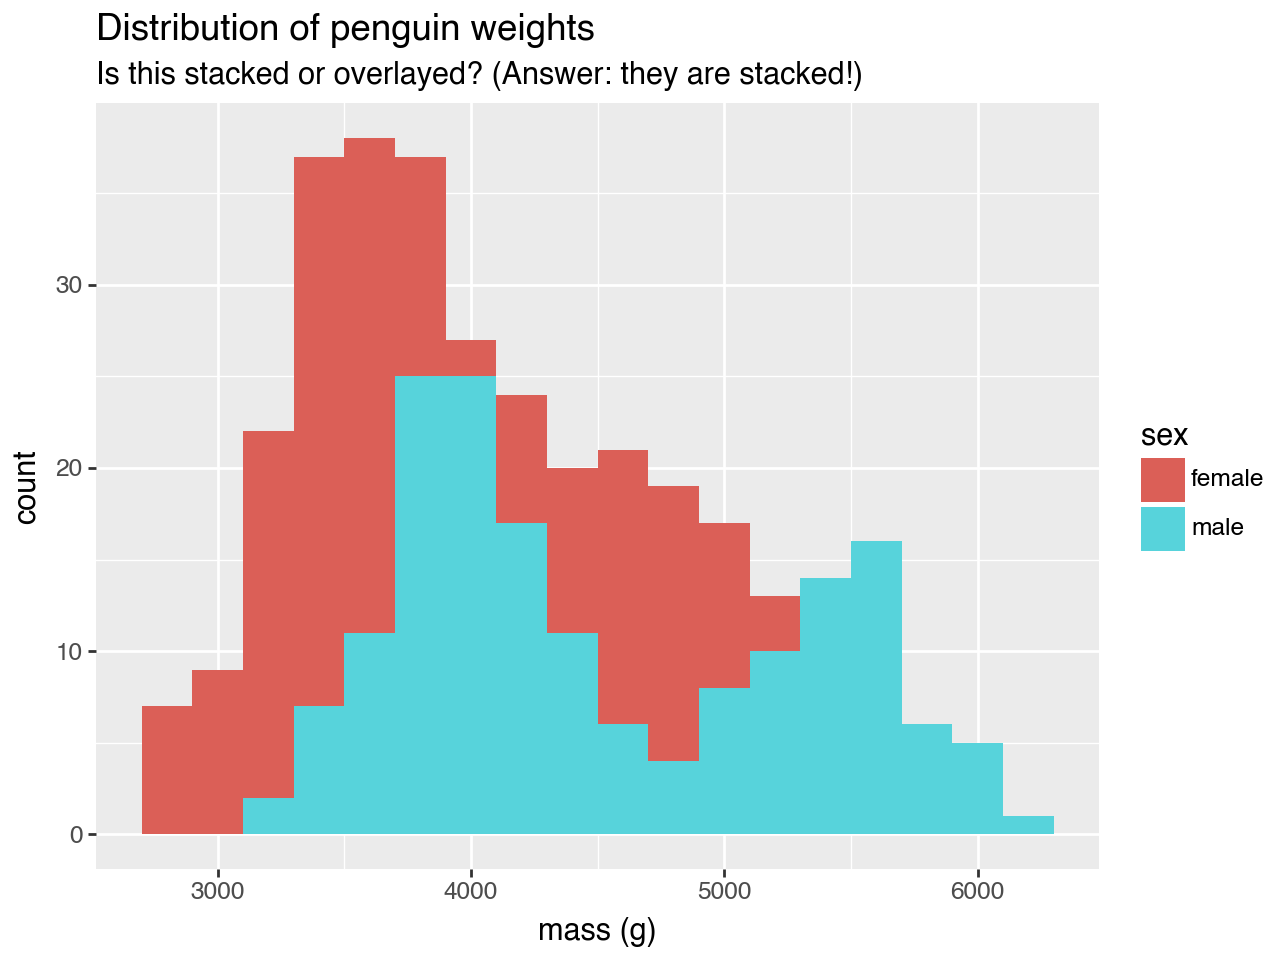 Distribution of penguin weights
Is this stacked or overlayed? (Answer: they are stacked!)
30
20
10
0
count
3000 4000 5000 6000
mass (g)
sex
female
male